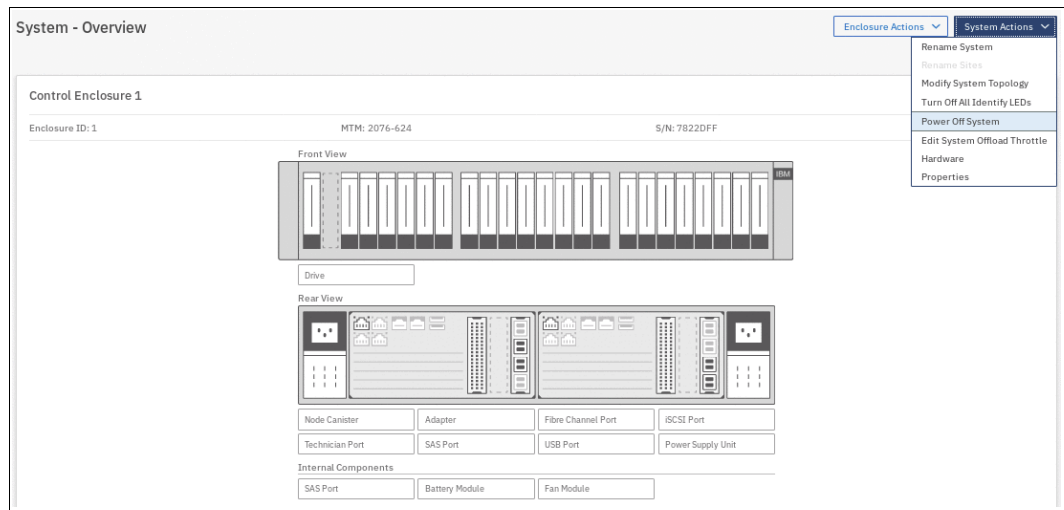 System - Overview
Enclosure Actions
System Actions
Rename System
Rename Sites
Modify System Topology
Turn Off All Identify LEDs
Power Off System
Edit System Offload Throttle
Hardware
Properties
Control Enclosure 1
Enclosure ID: 1 MTM: 2076-624 S/N: 7822DFF
Front View
IBM
Drive
Rear View
Node Canister Adapter Fibre Channel Port iSCSI Port
Technician Port SAS Port USB Port Power Supply Unit
Internal Components
SAS Port Battery Module Fan Module